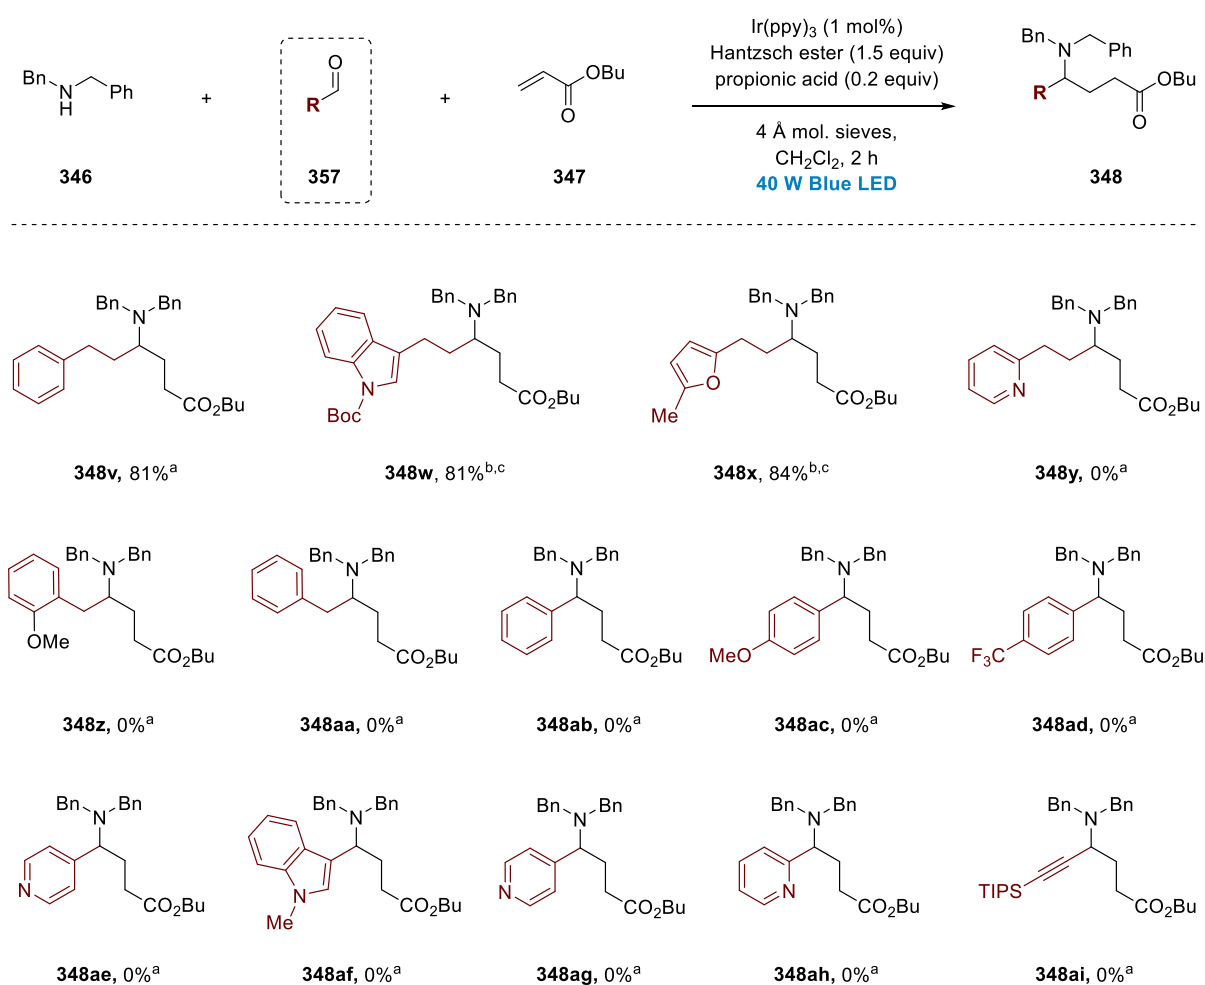 Ir(ppy)3 (1 mol%)
Hantzsch ester (1.5 equiv)
propionic acid (0.2 equiv)
4 Å mol. sieves,
CH2Cl2, 2 h
40 W Blue LED
Bn N H Ph
346
+
R O
357
+
OBu O
347
Bn N Ph R OBu O
348
Bn N Bn CO2Bu
Bn N Bn N Boc CO2Bu
Bn N Bn O Me CO2Bu
Bn N Bn N CO2Bu
348v, 81%a
348w, 81%b,c
348x, 84%b,c
348y, 0%a
Bn N Bn OMe CO2Bu
Bn N Bn CO2Bu
Bn N Bn CO2Bu
Bn N Bn MeO CO2Bu
Bn N Bn F3C CO2Bu
348z, 0%a
348aa, 0%a
348ab, 0%a
348ac, 0%a
348ad, 0%a
Bn N Bn N CO2Bu
Bn N Bn N Me CO2Bu
Bn N Bn N CO2Bu
Bn N Bn N CO2Bu
Bn N Bn TIPS CO2Bu
348ae, 0%a
348af, 0%a
348ag, 0%a
348ah, 0%a
348ai, 0%a